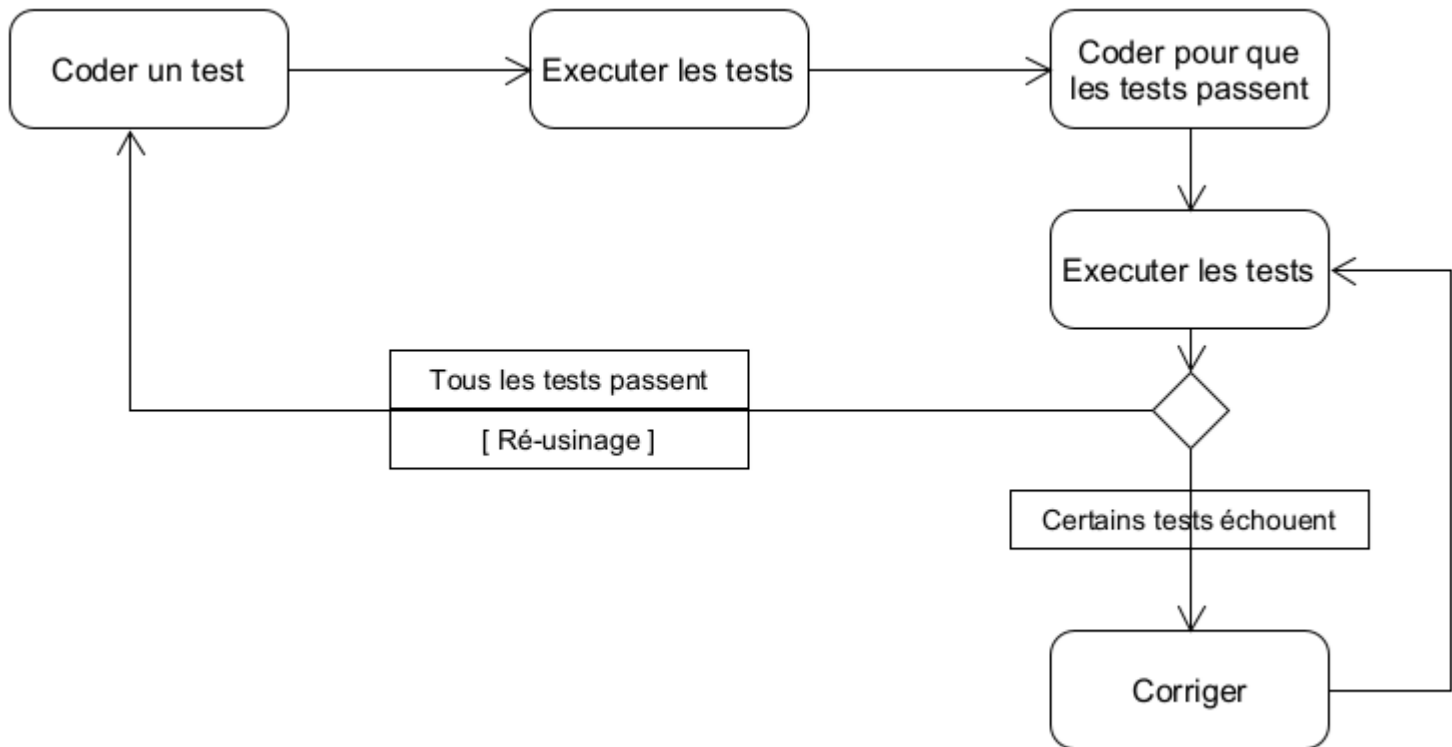 Coder un test
Executer les tests
Coder pour que
les tests passent
Executer les tests
Tous les tests passent
[ Ré-usinage ]
Certains tests échouent
Corriger